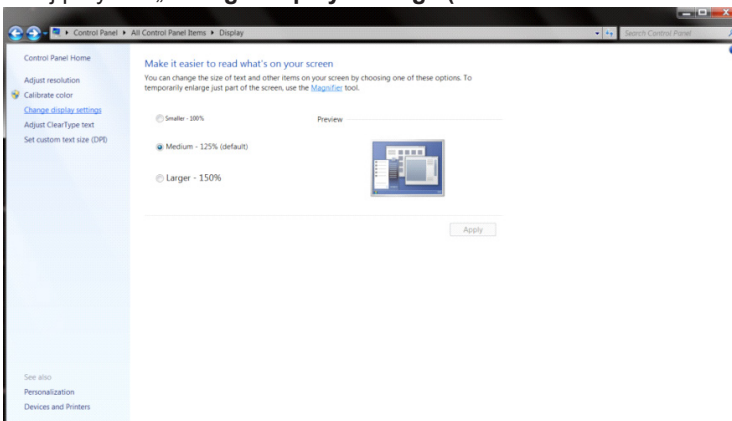 Control Panel ▸ All Control Panel Items ▸ Display
Search Control Panel
Control Panel Home
Adjust resolution
Calibrate color
Change display settings
Adjust ClearType text
Set custom text size (DPI)
Make it easier to read what's on your screen
You can change the size of text and other items on your screen by choosing one of these options. To
temporarily enlarge just part of the screen, use the Magnifier tool.
Smaller - 100%
Preview
Medium - 125% (default)
Larger - 150%
Apply
See also
Personalization
Devices and Printers